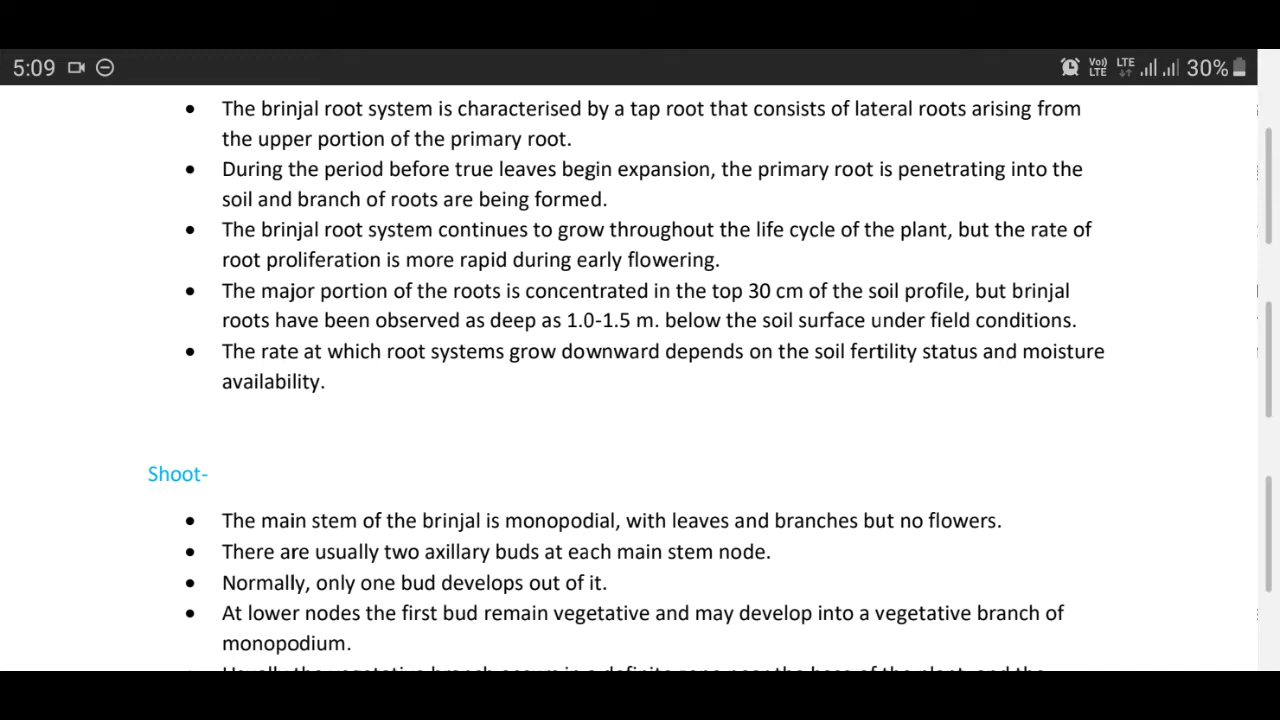 5:09 Vo)) LTE LTE 30%
• The brinjal root system is characterised by a tap root that consists of lateral roots arising from
the upper portion of the primary root.
• During the period before true leaves begin expansion, the primary root is penetrating into the
soil and branch of roots are being formed.
• The brinjal root system continues to grow throughout the life cycle of the plant, but the rate of
root proliferation is more rapid during early flowering.
• The major portion of the roots is concentrated in the top 30 cm of the soil profile, but brinjal
roots have been observed as deep as 1.0-1.5 m. below the soil surface under field conditions.
• The rate at which root systems grow downward depends on the soil fertility status and moisture
availability.
Shoot-
• The main stem of the brinjal is monopodial, with leaves and branches but no flowers.
• There are usually two axillary buds at each main stem node.
• Normally, only one bud develops out of it.
• At lower nodes the first bud remain vegetative and may develop into a vegetative branch of
monopodium.